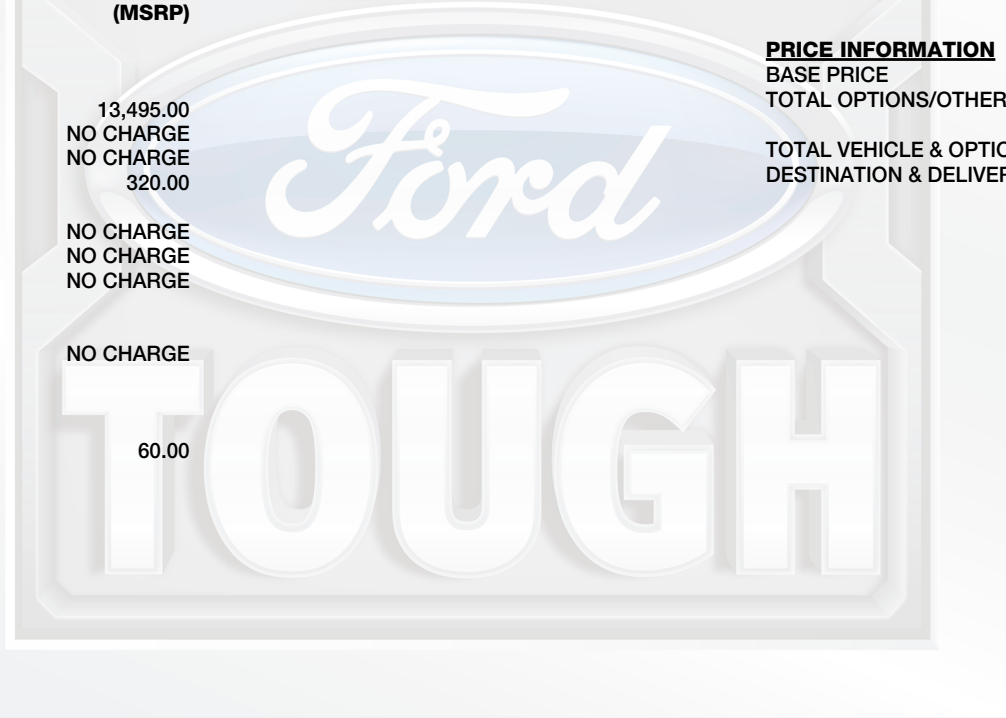 (MSRP)
13,495.00
NO CHARGE
NO CHARGE
320.00
NO CHARGE
NO CHARGE
NO CHARGE
NO CHARGE
60.00
PRICE INFORMATION
BASE PRICE
TOTAL OPTIONS/OTHER
TOTAL VEHICLE & OPTIO
DESTINATION & DELIVER
Ford
TOUGH